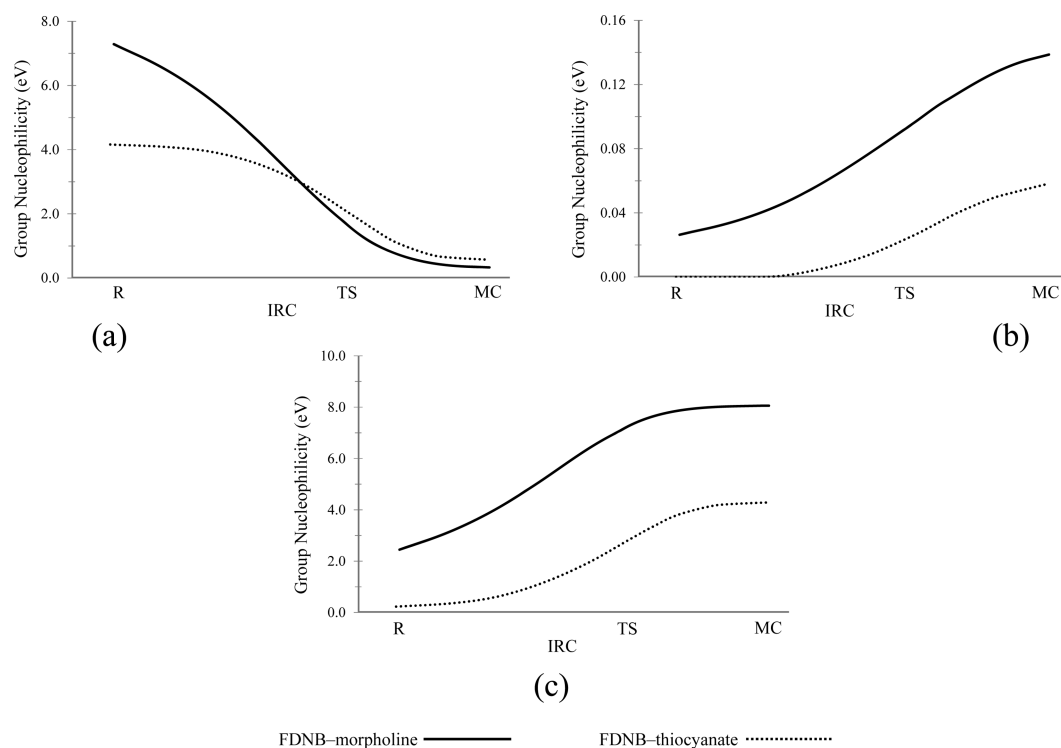 8.0
6.0
4.0
2.0
0.0
Group Nucleophilicity (eV)
R
TS
MC
IRC
(a)
0.16
0.12
0.08
0.04
0.00
Group Nucleophilicity (eV)
R
TS
MC
IRC
(b)
10.0
8.0
6.0
4.0
2.0
0.0
Group Nucleophilicity (eV)
R
TS
MC
IRC
(c)
FDNB–morpholine
FDNB–thiocyanate